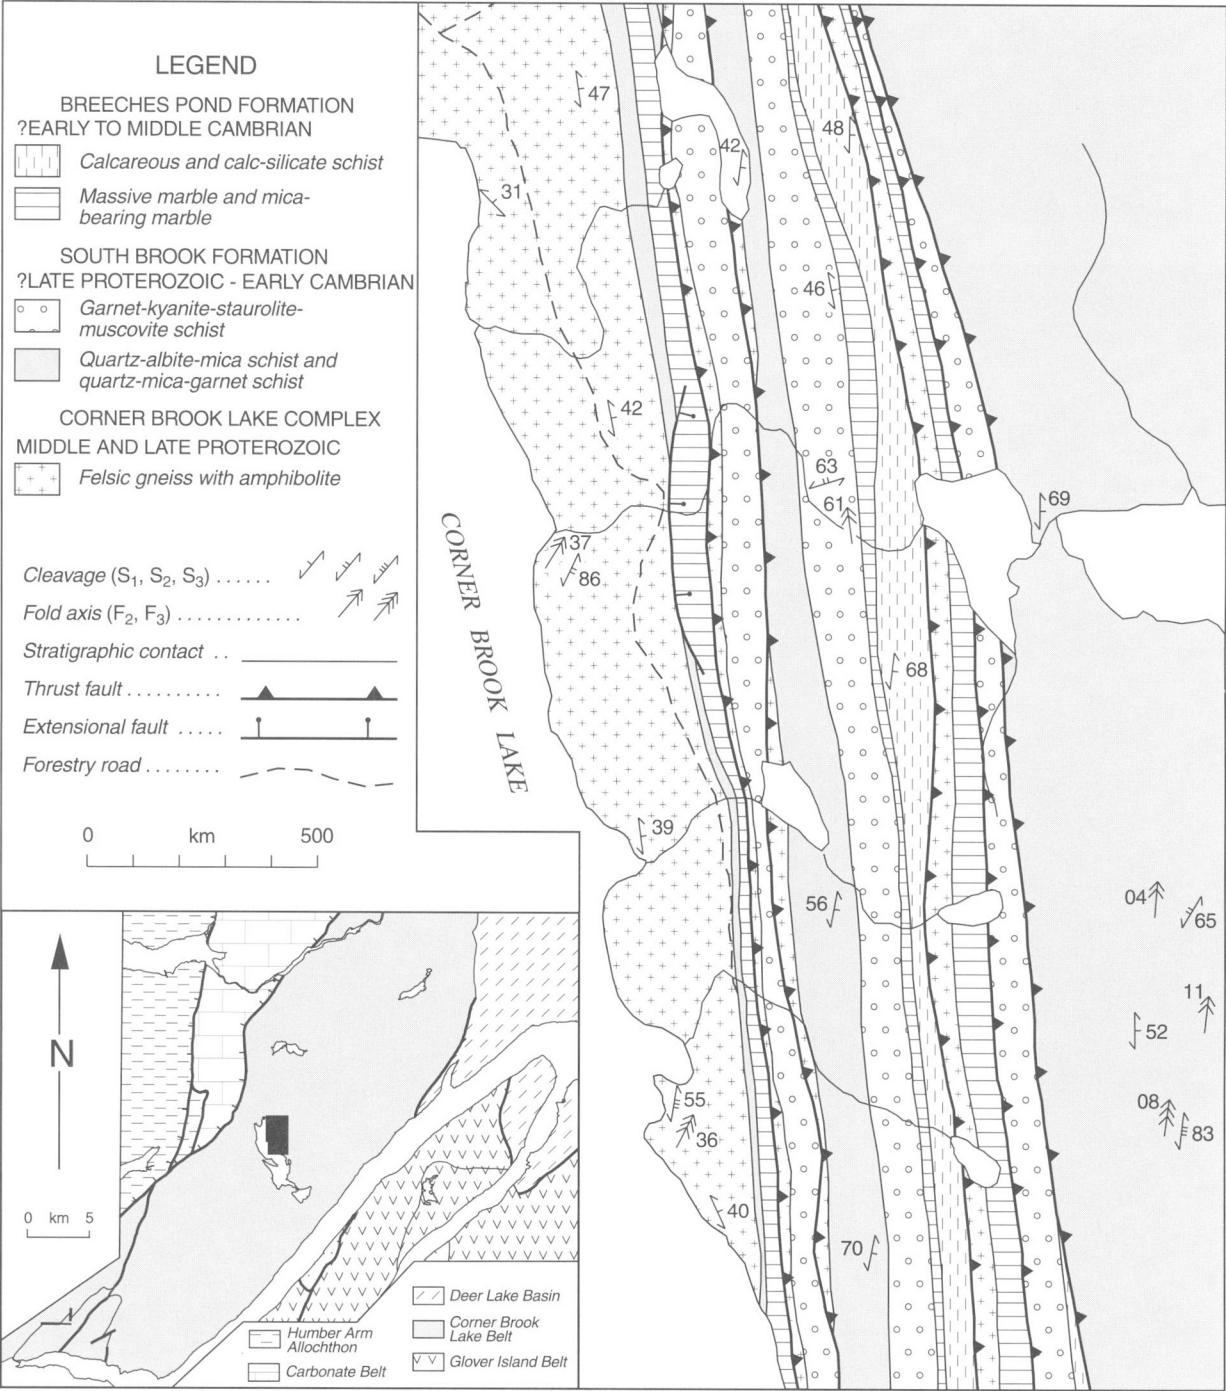 LEGEND
BREECHES POND FORMATION
?EARLY TO MIDDLE CAMBRIAN
Calcareous and calc-silicate schist
Massive marble and mica-
bearing marble
SOUTH BROOK FORMATION
?LATE PROTEROZOIC - EARLY CAMBRIAN
Garnet-kyanite-staurolite-
muscovite schist
Quartz-albite-mica schist and
quartz-mica-garnet schist
CORNER BROOK LAKE COMPLEX
MIDDLE AND LATE PROTEROZOIC
Felsic gneiss with amphibolite
Cleavage (S1, S2, S3) ......
Fold axis (F2, F3) .............
Stratigraphic contact ..
Thrust fault ..........
Extensional fault .....
Forestry road ........
0 km 500
N
0 km 5
Humber Arm
Allochthon
Carbonate Belt
Deer Lake Basin
Corner Brook
Lake Belt
Glover Island Belt
CORNER BROOK LAKE
47
48
42
31
46
42
63
61
69
37
86
68
39
56
04
65
11
52
55
36
08
83
40
70